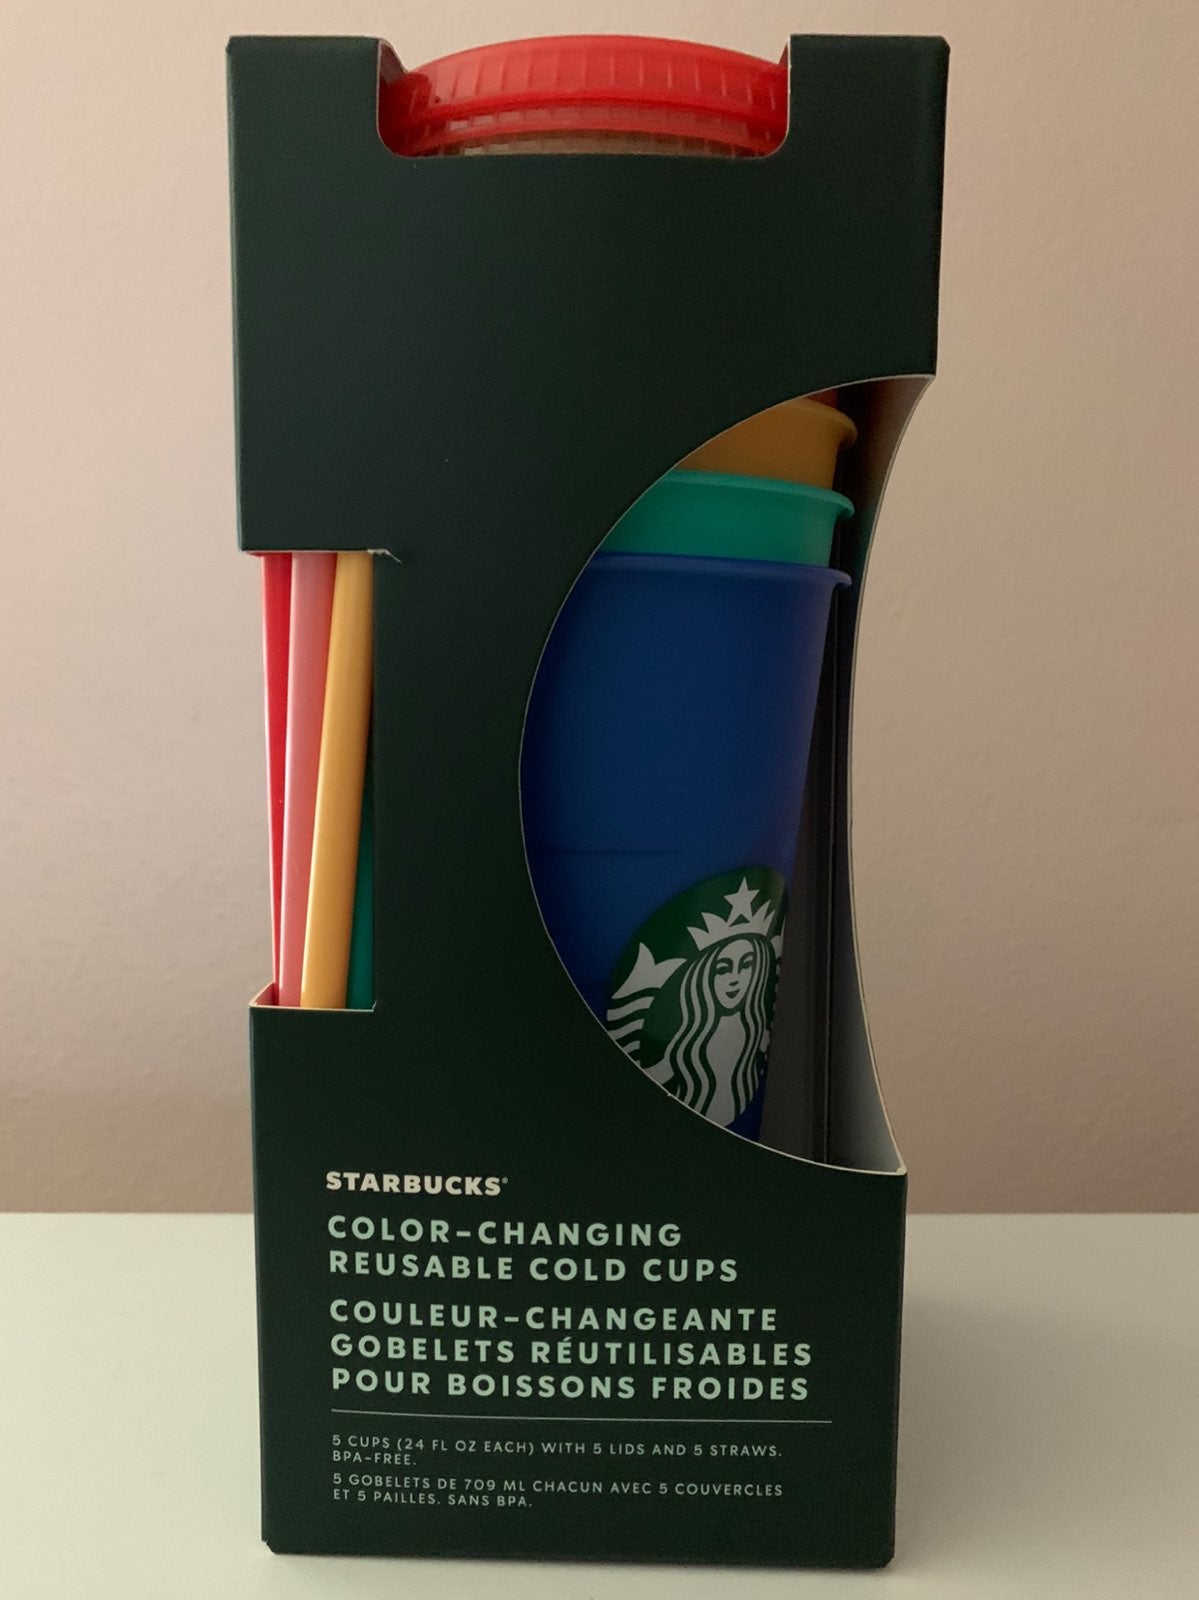 STARBUCKS®
COLOR-CHANGING
REUSABLE COLD CUPS
COULEUR-CHANGEANTE
GOBELETS RÉUTILISABLES
POUR BOISSONS FROIDES
5 CUPS (24 FL OZ EACH) WITH 5 LIDS AND 5 STRAWS.
BPA-FREE.
5 GOBELETS DE 709 ML CHACUN AVEC 5 COUVERCLES
ET 5 PAILLES. SANS BPA.